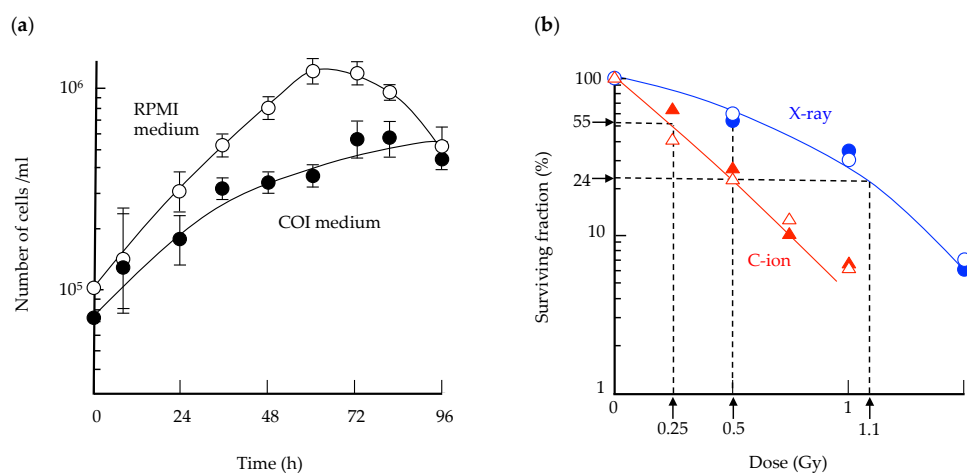 (a)
Number of cells /ml
10⁶
10⁵
RPMI
medium
COI medium
0 24 48 72 96
Time (h)
(b)
Surviving fraction (%)
100
55
24
10
1
X-ray
C-ion
0 1
0.25 0.5 1.1
Dose (Gy)